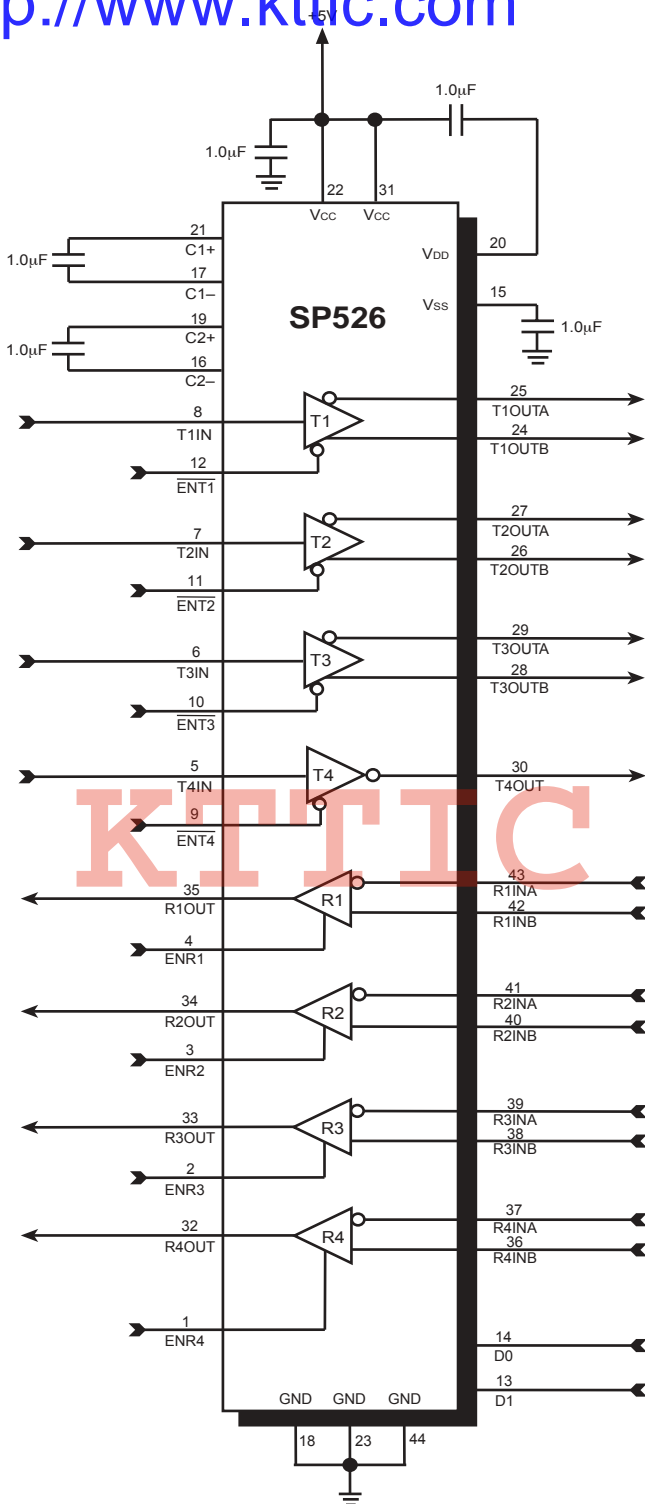 p://www.kttic.com
+5V
1.0µF
1.0µF
22 31
VCC VCC
21
C1+
1.0µF
17
C1–
19
C2+
1.0µF
16
C2–
VDD
20
VSS
15
1.0µF
SP526
8
T1IN
T1
25
T1OUTA
24
T1OUTB
12
ENT1
7
T2IN
T2
27
T2OUTA
26
T2OUTB
11
ENT2
6
T3IN
T3
29
T3OUTA
28
T3OUTB
10
ENT3
5
T4IN
T4
30
T4OUT
9
ENT4
KTTIC
35
R1OUT
R1
43
R1INA
42
R1INB
4
ENR1
34
R2OUT
R2
41
R2INA
40
R2INB
3
ENR2
33
R3OUT
R3
39
R3INA
38
R3INB
2
ENR3
32
R4OUT
R4
37
R4INA
36
R4INB
1
ENR4
14
D0
13
D1
GND GND GND
18 23 44